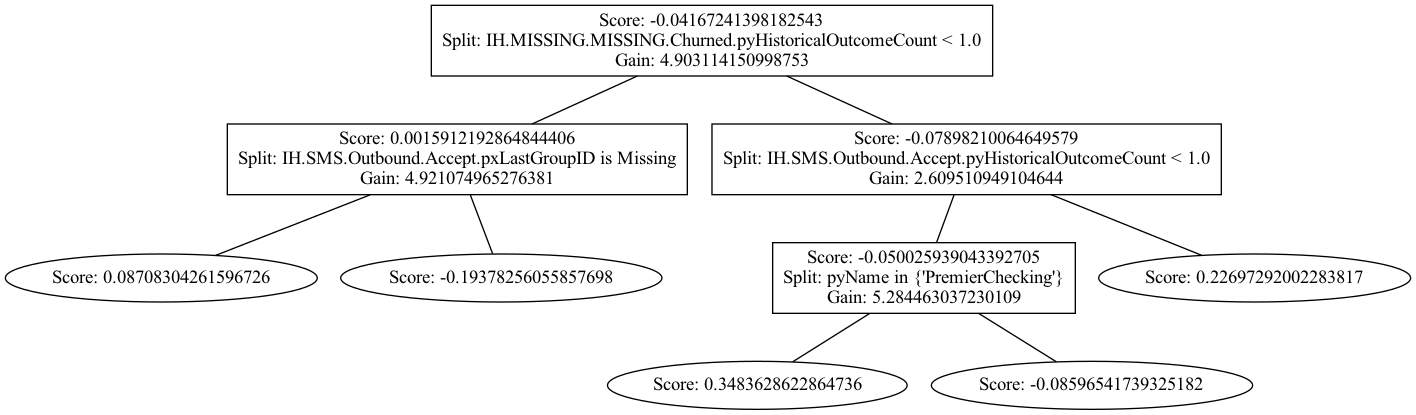 Score: -0.04167241398182543
Split: IH.MISSING.MISSING.Churned.pyHistoricalOutcomeCount < 1.0
Gain: 4.903114150998753
Score: 0.0015912192864844406
Split: IH.SMS.Outbound.Accept.pxLastGroupID is Missing
Gain: 4.921074965276381
Score: -0.07898210064649579
Split: IH.SMS.Outbound.Accept.pyHistoricalOutcomeCount < 1.0
Gain: 2.609510949104644
Score: 0.08708304261596726
Score: -0.19378256055857698
Score: -0.050025939043392705
Split: pyName in {'PremierChecking'}
Gain: 5.284463037230109
Score: 0.22697292002283817
Score: 0.3483628622864736
Score: -0.08596541739325182